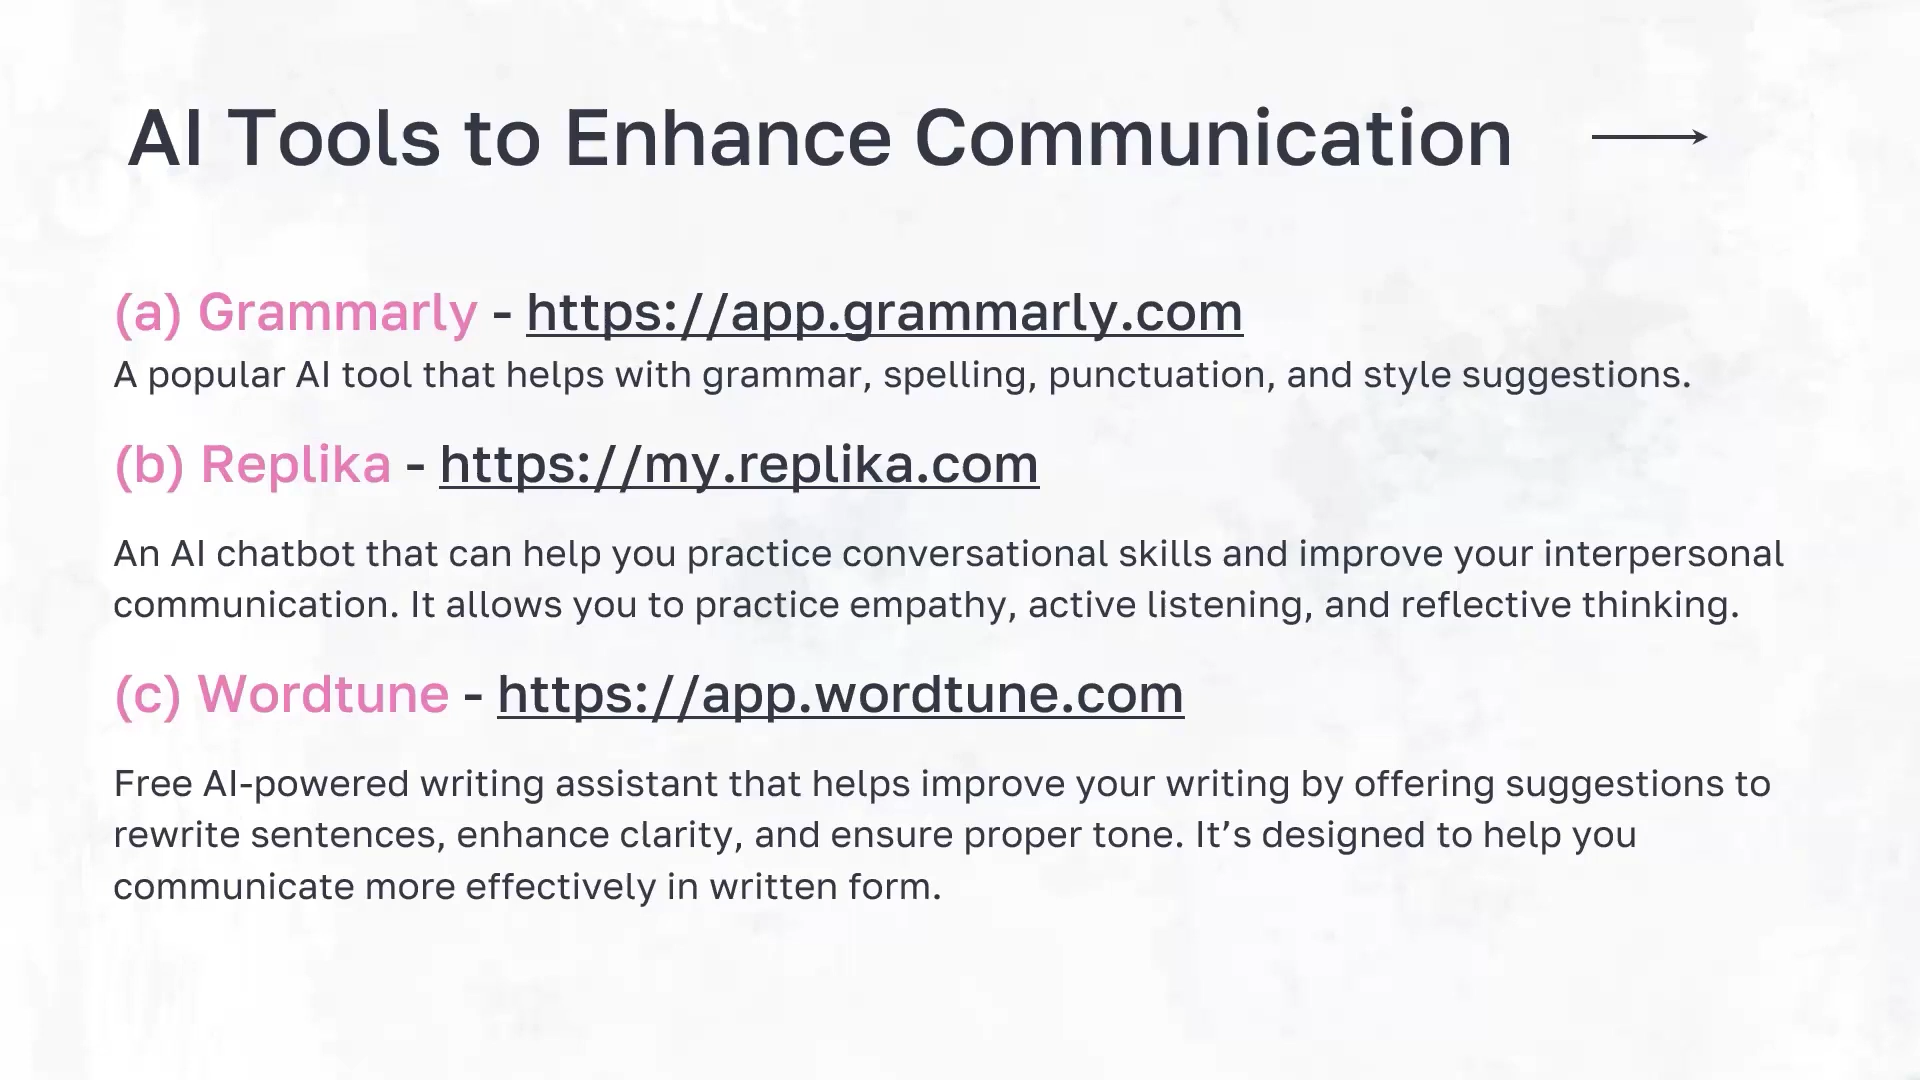 AI Tools to Enhance Communication
(a) Grammarly - https://app.grammarly.com
A popular AI tool that helps with grammar, spelling, punctuation, and style suggestions.
(b) Replika - https://my.replika.com
An AI chatbot that can help you practice conversational skills and improve your interpersonal
communication. It allows you to practice empathy, active listening, and reflective thinking.
(c) Wordtune - https://app.wordtune.com
Free AI-powered writing assistant that helps improve your writing by offering suggestions to
rewrite sentences, enhance clarity, and ensure proper tone. It’s designed to help you
communicate more effectively in written form.